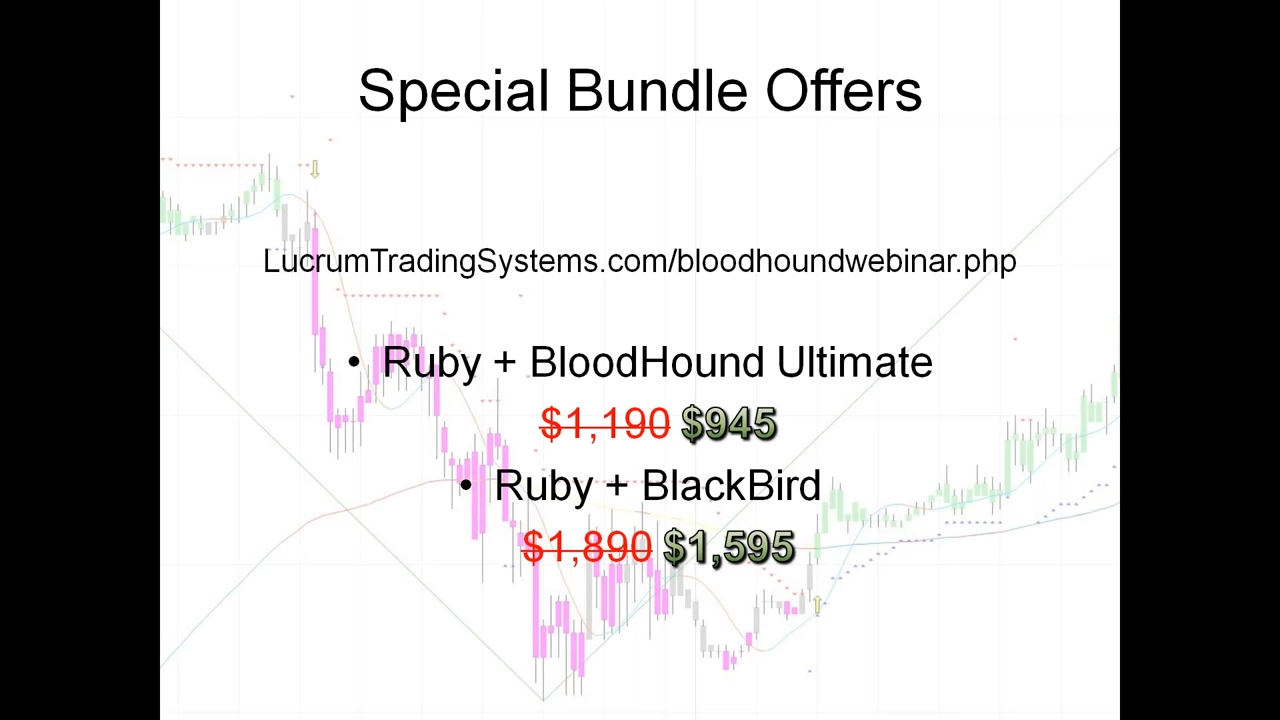 Special Bundle Offers
LucrumTradingSystems.com/bloodhoundwebinar.php
• Ruby + BloodHound Ultimate
$1,190 $945
• Ruby + BlackBird
$1,890 $1,595